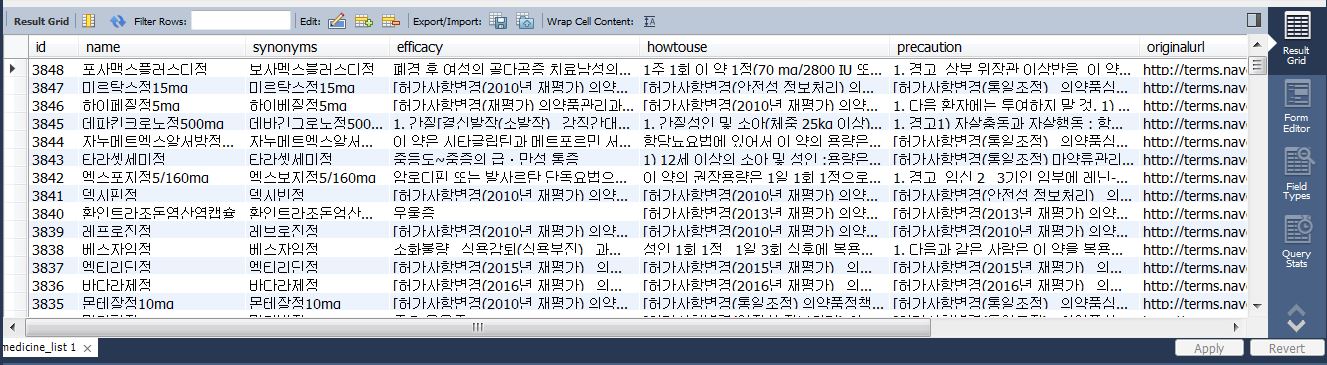 Result Grid Filter Rows: Edit: Export/Import: Wrap Cell Content:
id name synonyms efficacy howtouse precaution originalurl
3848 포사맥스플러스디정 보사멕스블러스디정 폐경 후 여성의 골다공증 치료남성의... 1주 1회 이 약 1정(70 mg/2800 IU 또... 1. 경고 상부 위장관 이상반응 이 약... http://terms.nav
3847 미르탁스정15mg 미르탁스정15mg [허가사항변경(2010년 재평가) 의약... [허가사항변경(안전성 정보처리) 의... [허가사항변경(통일조정) 의약품심... http://terms.nav
3846 하이페질정5mg 하이베질정5mg [허가사항변경(재평가) 의약품관리과... [허가사항변경(2010년 재평가) 의약... 1. 다음 환자에는 투여하지 말 것. 1) ... http://terms.nav
3845 데파킨크로노정500mg 데바킨그로노정500m... 1. 간질[결신발작(소발작) 강직간대... 1. 간질성인 및 소아(체중 25kg 이상)... 1. 경고1) 자살충동과 자살행동 : 항... http://terms.nav
3844 자누메트엑스알서방정... 자누메트엑스알서... 이 약은 시타글립틴과 메트포르민 서... 항당뇨요법에 있어서 이 약의 용량은... [허가사항변경(2010년 재평가) 의약... http://terms.nav
3843 타라셋세미정 타라셋세미정 중등도~중증의 급・만성 통증 1) 12세 이상의 소아 및 성인 :용량은... [허가사항변경(통일조정) 마약류관리... http://terms.nav
3842 엑스포지정5/160mg 엑스보지정5/160mg 암로디핀 또는 발사르탄 단독요법으... 이 약의 권장용량은 1일 1회 1정으로... 1. 경고 임신 2 3기인 임부에 레닌-... http://terms.nav
3841 덱시핀정 덱시빈정 [허가사항변경(2010년 재평가) 의약... [허가사항변경(2010년 재평가) 의약... [허가사항변경(안전성 정보처리) 의... http://terms.nav
3840 환인트라조돈염산염캡슐 환인트라조돈엄산... 우울증 [허가사항변경(2013년 재평가) 의약... [허가사항변경(2013년 재평가) 의약... http://terms.nav
3839 레프로진정 레브로진정 [허가사항변경(2010년 재평가) 의약... [허가사항변경(2010년 재평가) 의약... [허가사항변경(통일조정) 의약품심... http://terms.nav
3838 베스자임정 베스자임정 소화불량 식욕감퇴(식욕부진) 과... 성인 1회 1정 1일 3회 식후에 복용... 1. 다음과 같은 사람은 이 약을 복용... http://terms.nav
3837 엑티리딘정 엑티리딘정 [허가사항변경(2015년 재평가) 의... [허가사항변경(2015년 재평가) 의... [허가사항변경(2015년 재평가) 의... http://terms.nav
3836 바다라제정 바다라제정 [허가사항변경(2016년 재평가) 의... [허가사항변경(2016년 재평가) 의... [허가사항변경(2016년 재평가) 의... http://terms.nav
3835 몬테잘정10mg 몬테잘정10mg [허가사항변경(2010년 재평가) 의약... [허가사항변경(통일조정) 의약품정책... [허가사항변경(통일조정) 의약품심... http://terms.nav
Result
Grid
Form
Editor
Field
Types
Query
Stats
medicine_list 1
Apply Revert